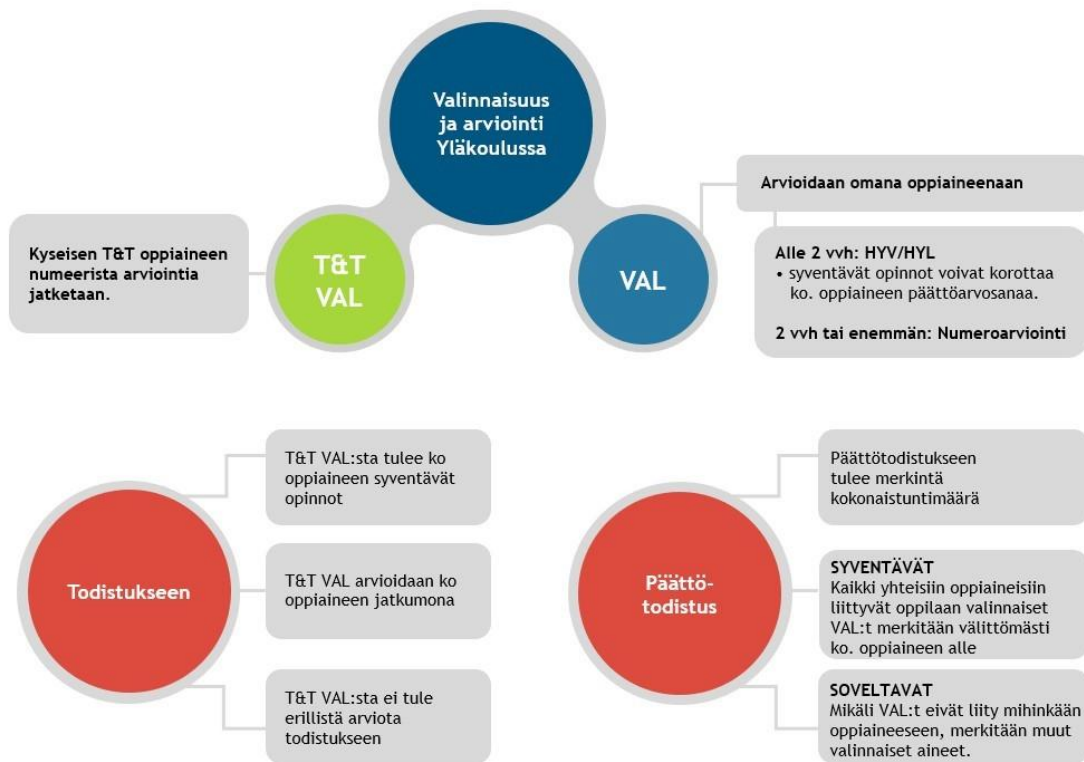 Valinnaisuus
ja arviointi
Yläkoulussa
Kyseisen T&T oppiaineen
numeerista arviointia
jatketaan.
T&T
VAL
VAL
Arvioidaan omana oppiaineenaan
Alle 2 vvh: HYV/HYL
• syventävät opinnot voivat korottaa
ko. oppiaineen päättöarvosanaa.
2 vvh tai enemmän: Numeroarviointi
Todistukseen
T&T VAL:sta tulee ko
oppiaineen syventävät
opinnot
T&T VAL arvioidaan ko
oppiaineen jatkumona
T&T VAL:sta ei tule
erillistä arviota
todistukseen
Päättö-
todistus
Päättötodistukseen
tulee merkintä
kokonaistuntimäärä
SYVENTÄVÄT
Kaikki yhteisiin oppiaineisiin
liittyvät oppilaan valinnaiset
VAL:t merkitään välittömästi
ko. oppiaineen alle
SOVELTAVAT
Mikäli VAL:t eivät liity mihinkään
oppiaineeseen, merkitään muut
valinnaiset aineet.